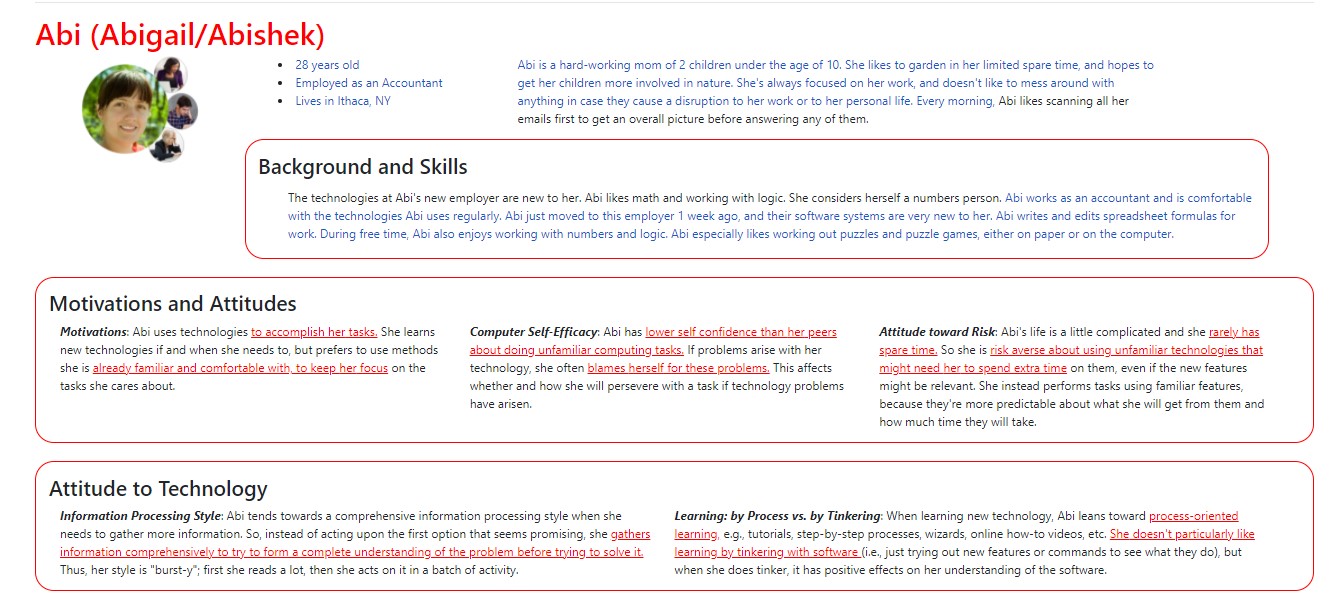 Abi (Abigail/Abishek)
28 years old
Employed as an Accountant
Lives in Ithaca, NY
Abi is a hard-working mom of 2 children under the age of 10. She likes to garden in her limited spare time, and hopes to
get her children more involved in nature. She's always focused on her work, and doesn't like to mess around with
anything in case they cause a disruption to her work or to her personal life. Every morning, Abi likes scanning all her
emails first to get an overall picture before answering any of them.
Background and Skills
The technologies at Abi's new employer are new to her. Abi likes math and working with logic. She considers herself a numbers person. Abi works as an accountant and is comfortable
with the technologies Abi uses regularly. Abi just moved to this employer 1 week ago, and their software systems are very new to her. Abi writes and edits spreadsheet formulas for
work. During free time, Abi also enjoys working with numbers and logic. Abi especially likes working out puzzles and puzzle games, either on paper or on the computer.
Motivations and Attitudes
Motivations: Abi uses technologies to accomplish her tasks. She learns
new technologies if and when she needs to, but prefers to use methods
she is already familiar and comfortable with, to keep her focus on the
tasks she cares about.
Computer Self-Efficacy: Abi has lower self confidence than her peers
about doing unfamiliar computing tasks. If problems arise with her
technology, she often blames herself for these problems. This affects
whether and how she will persevere with a task if technology problems
have arisen.
Attitude toward Risk: Abi's life is a little complicated and she rarely has
spare time. So she is risk averse about using unfamiliar technologies that
might need her to spend extra time on them, even if the new features
might be relevant. She instead performs tasks using familiar features,
because they're more predictable about what she will get from them and
how much time they will take.
Attitude to Technology
Information Processing Style: Abi tends towards a comprehensive information processing style when she
needs to gather more information. So, instead of acting upon the first option that seems promising, she gathers
information comprehensively to try to form a complete understanding of the problem before trying to solve it.
Thus, her style is "burst-y"; first she reads a lot, then she acts on it in a batch of activity.
Learning: by Process vs. by Tinkering: When learning new technology, Abi leans toward process-oriented
learning, e.g., tutorials, step-by-step processes, wizards, online how-to videos, etc. She doesn't particularly like
learning by tinkering with software (i.e., just trying out new features or commands to see what they do), but
when she does tinker, it has positive effects on her understanding of the software.